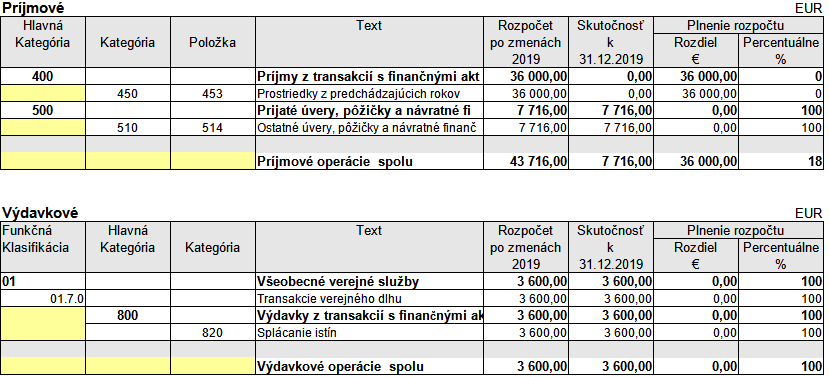 Príjmové EUR
Hlavná Kategória Kategória Položka Text Rozpočet po zmenách 2019 Skutočnosť k 31.12.2019 Plnenie rozpočtu Rozdiel € Percentuálne %
400 Príjmy z transakcií s finančnými akt 36 000,00 0,00 36 000,00 0
450 453 Prostriedky z predchádzajúcich rokov 36 000,00 0,00 36 000,00 0
500 Prijaté úvery, pôžičky a návratné fi 7 716,00 7 716,00 0,00 100
510 514 Ostatné úvery, pôžičky a návratné finanč 7 716,00 7 716,00 0,00 100
Príjmové operácie spolu 43 716,00 7 716,00 36 000,00 18
Výdavkové EUR
Funkčná Klasifikácia Hlavná Kategória Kategória Text Rozpočet po zmenách 2019 Skutočnosť k 31.12.2019 Plnenie rozpočtu Rozdiel € Percentuálne %
01 Všeobecné verejné služby 3 600,00 3 600,00 0,00 100
01.7.0 Transakcie verejného dlhu 3 600,00 3 600,00 0,00 100
800 Výdavky z transakcií s finančnými ak 3 600,00 3 600,00 0,00 100
820 Splácanie istín 3 600,00 3 600,00 0,00 100
Výdavkové operácie spolu 3 600,00 3 600,00 0,00 100